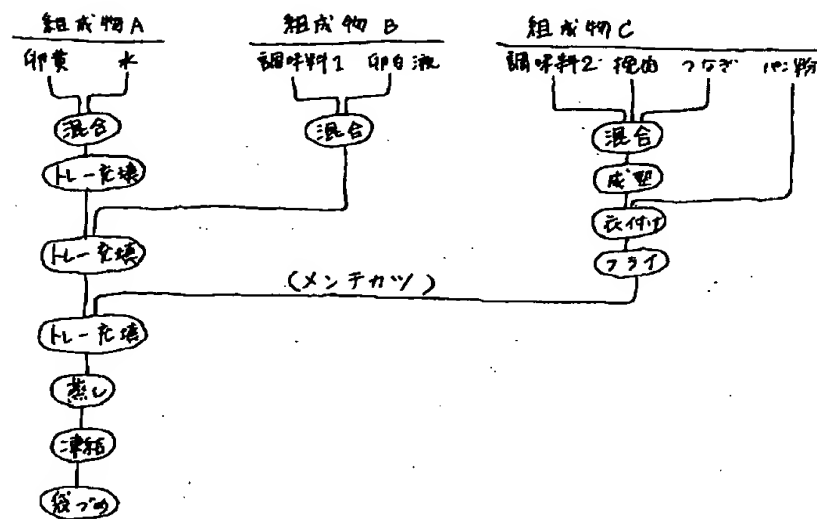 組成物A 組成物B 組成物C
卵黄 水 調味料1 卵白液 調味料2 挽肉 つなぎ パン粉
混合 混合 混合
トレー充填 成型
トレー充填 衣付け
(メンチカツ) フライ
トレー充填
蒸し
凍結
袋づめ